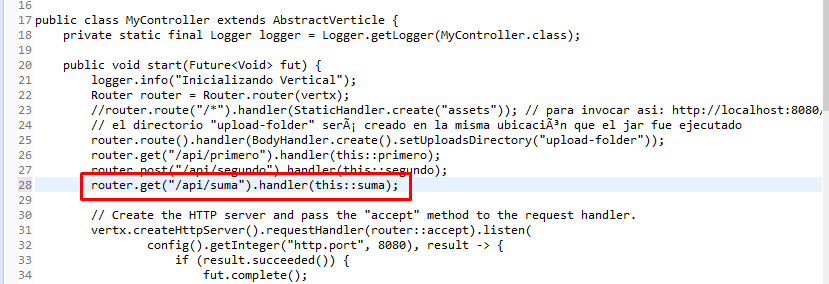 16
17 public class MyController extends AbstractVerticle {
18 private static final Logger logger = Logger.getLogger(MyController.class);
19
20 public void start(Future<Void> fut) {
21 logger.info("Inicializando Vertical");
22 Router router = Router.router(vertx);
23 //router.route("/*").handler(StaticHandler.create("assets")); // para invocar asi: http://localhost:8080/
24 // el directorio "upload-folder" serÃ¡ creado en la misma ubicaciÃ³n que el jar fue ejecutado
25 router.route().handler(BodyHandler.create().setUploadsDirectory("upload-folder"));
26 router.get("/api/primero").handler(this::primero);
27 router.post("/api/segundo").handler(this::segundo);
28 router.get("/api/suma").handler(this::suma);
29
30 // Create the HTTP server and pass the "accept" method to the request handler.
31 vertx.createHttpServer().requestHandler(router::accept).listen(
32 config().getInteger("http.port", 8080), result -> {
33 if (result.succeeded()) {
34 fut.complete();